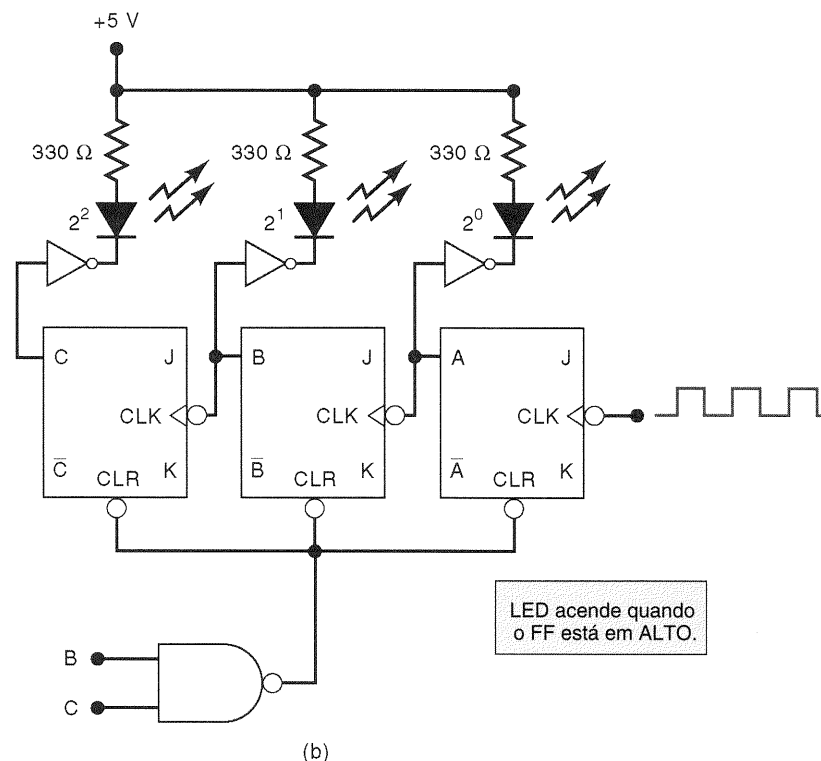 +5 V
330 Ω
330 Ω
330 Ω
2²
2¹
2⁰
C
J
B
J
A
J
CLK
CLK
CLK
C̅
CLR
K
B̅
CLR
K
A̅
CLR
K
LED acende quando
o FF está em ALTO.
B
C
(b)